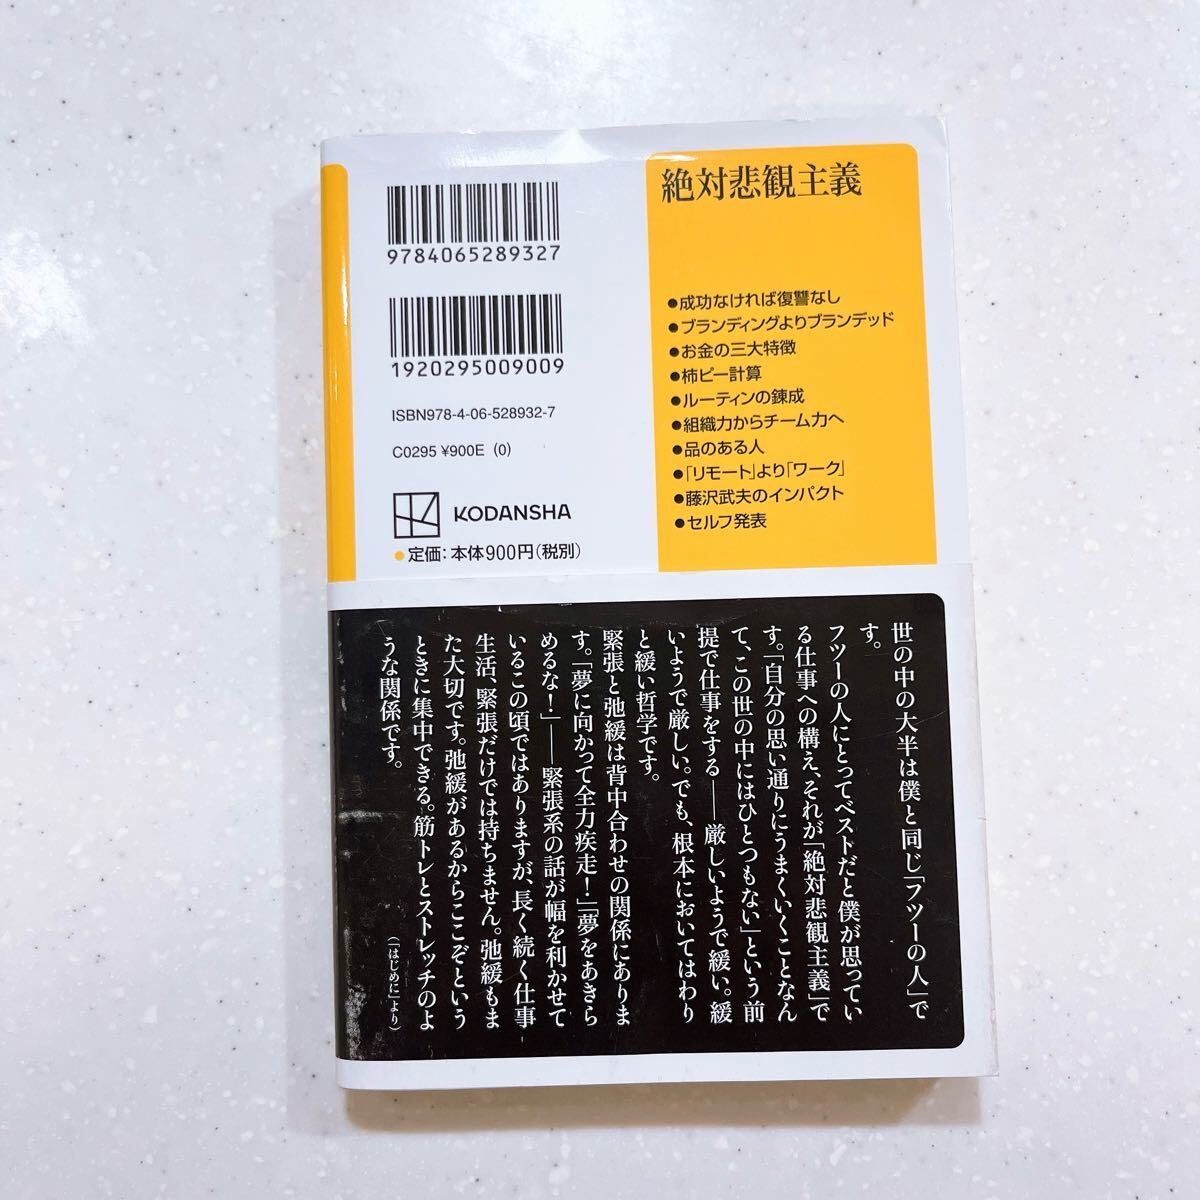 絶対悲観主義
●成功なければ復讐なし
●ブランディングよりブランデッド
●お金の三大特徴
●柿ピー計算
●ルーティンの錬成
●組織力からチーム力へ
●品のある人
●「リモート」より「ワーク」
●藤沢武夫のインパクト
●セルフ発表
9784065289327
1920295009009
ISBN978-4-06-528932-7
C0295 ¥900E (0)
KODANSHA
●定価：本体900円（税別）
世の中の大半は僕と同じ「フツーの人」で
す。
フツーの人にとってベストだと僕が思ってい
る仕事への構え、それが「絶対悲観主義」で
す。「自分の思い通りにうまくいくことなん
て、この世の中にはひとつもない」という前
提で仕事をする――厳しいようで緩い。緩
いようで厳しい。でも、根本においてはわり
と緩い哲学です。
緊張と弛緩は背中合わせの関係にありま
す。「夢に向かって全力疾走！」「夢をあきら
めるな！」――緊張系の話が幅を利かせて
いるこの頃ではありますが、長く続く仕事
生活、緊張だけでは持ちません。弛緩もま
た大切です。弛緩があるからここぞという
ときに集中できる。筋トレとストレッチのよ
うな関係です。
（「はじめに」より）